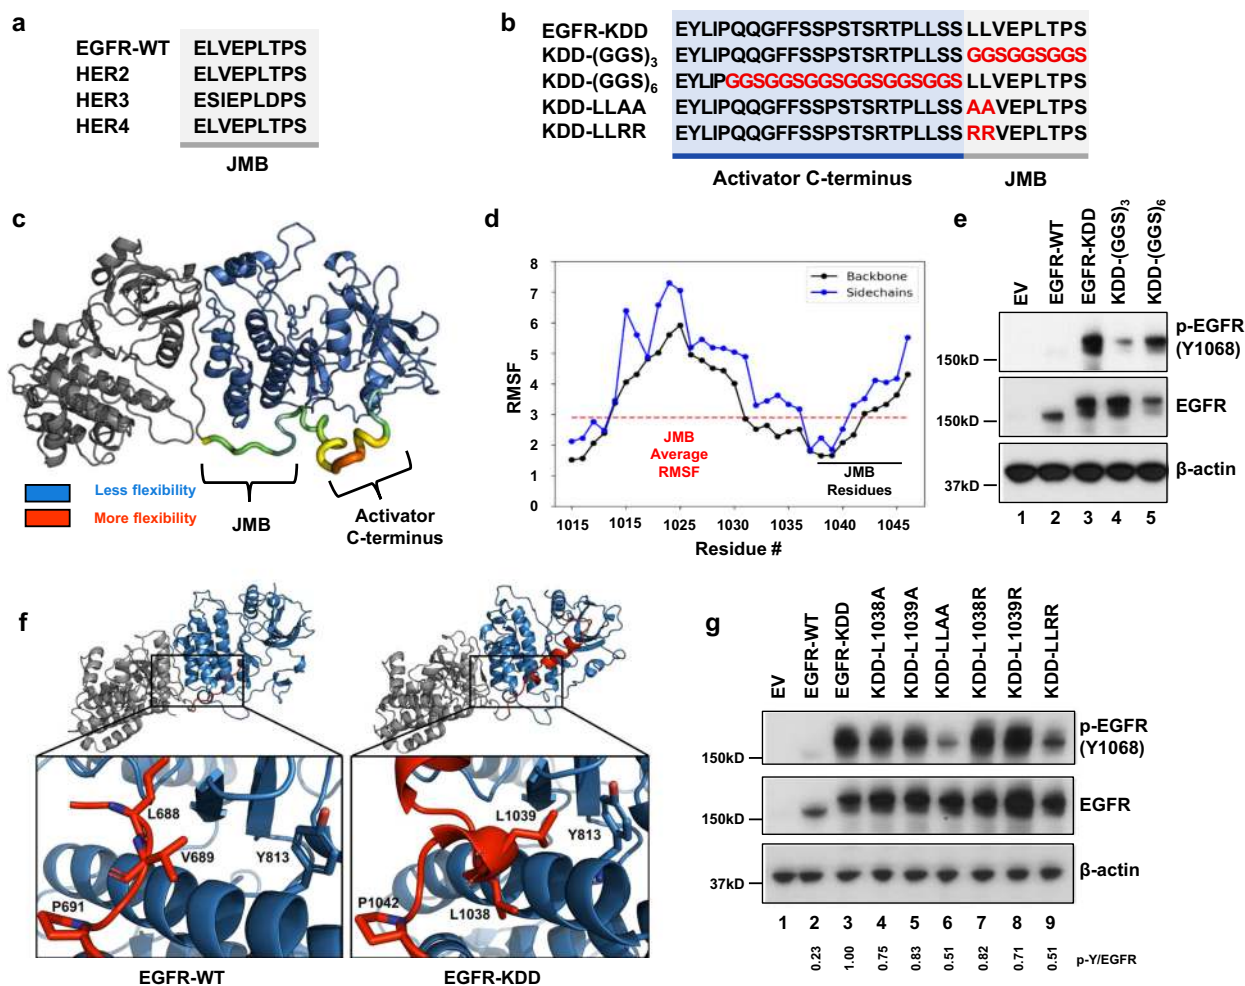 a
EGFR-WT ELVEPLTPS
HER2 ELVEPLTPS
HER3 ESIEPLDPS
HER4 ELVEPLTPS
JMB
b
EGFR-KDD EYLIPQQGFFSSPSTSRTPLLSS LLVEPLTPS
KDD-(GGS)3 EYLIPQQGFFSSPSTSRTPLLSS GGSGGSGGS
KDD-(GGS)6 EYLIPGGSGGSGGSGGSGGSGGS LLVEPLTPS
KDD-LLAA EYLIPQQGFFSSPSTSRTPLLSS AAVEPLTPS
KDD-LLRR EYLIPQQGFFSSPSTSRTPLLSS RRVEPLTPS
Activator C-terminus JMB
c
Less flexibility
More flexibility
JMB
Activator
C-terminus
d
RMSF
8
7
6
5
4
3
2
1
0
Backbone
Sidechains
JMB
Average
RMSF
JMB
Residues
1015 1015 1025 1030 1035 1040 1045
Residue #
e
EV
EGFR-WT
EGFR-KDD
KDD-(GGS)3
KDD-(GGS)6
p-EGFR
(Y1068)
150kD
EGFR
150kD
β-actin
37kD
1 2 3 4 5
f
L688
V689
Y813
P691
EGFR-WT
L1039
Y813
P1042
L1038
EGFR-KDD
g
EV
EGFR-WT
EGFR-KDD
KDD-L1038A
KDD-L1039A
KDD-LLAA
KDD-L1038R
KDD-L1039R
KDD-LLRR
p-EGFR
(Y1068)
150kD
EGFR
150kD
β-actin
37kD
1 2 3 4 5 6 7 8 9
0.23 1.00 0.75 0.83 0.51 0.82 0.71 0.51 p-Y/EGFR